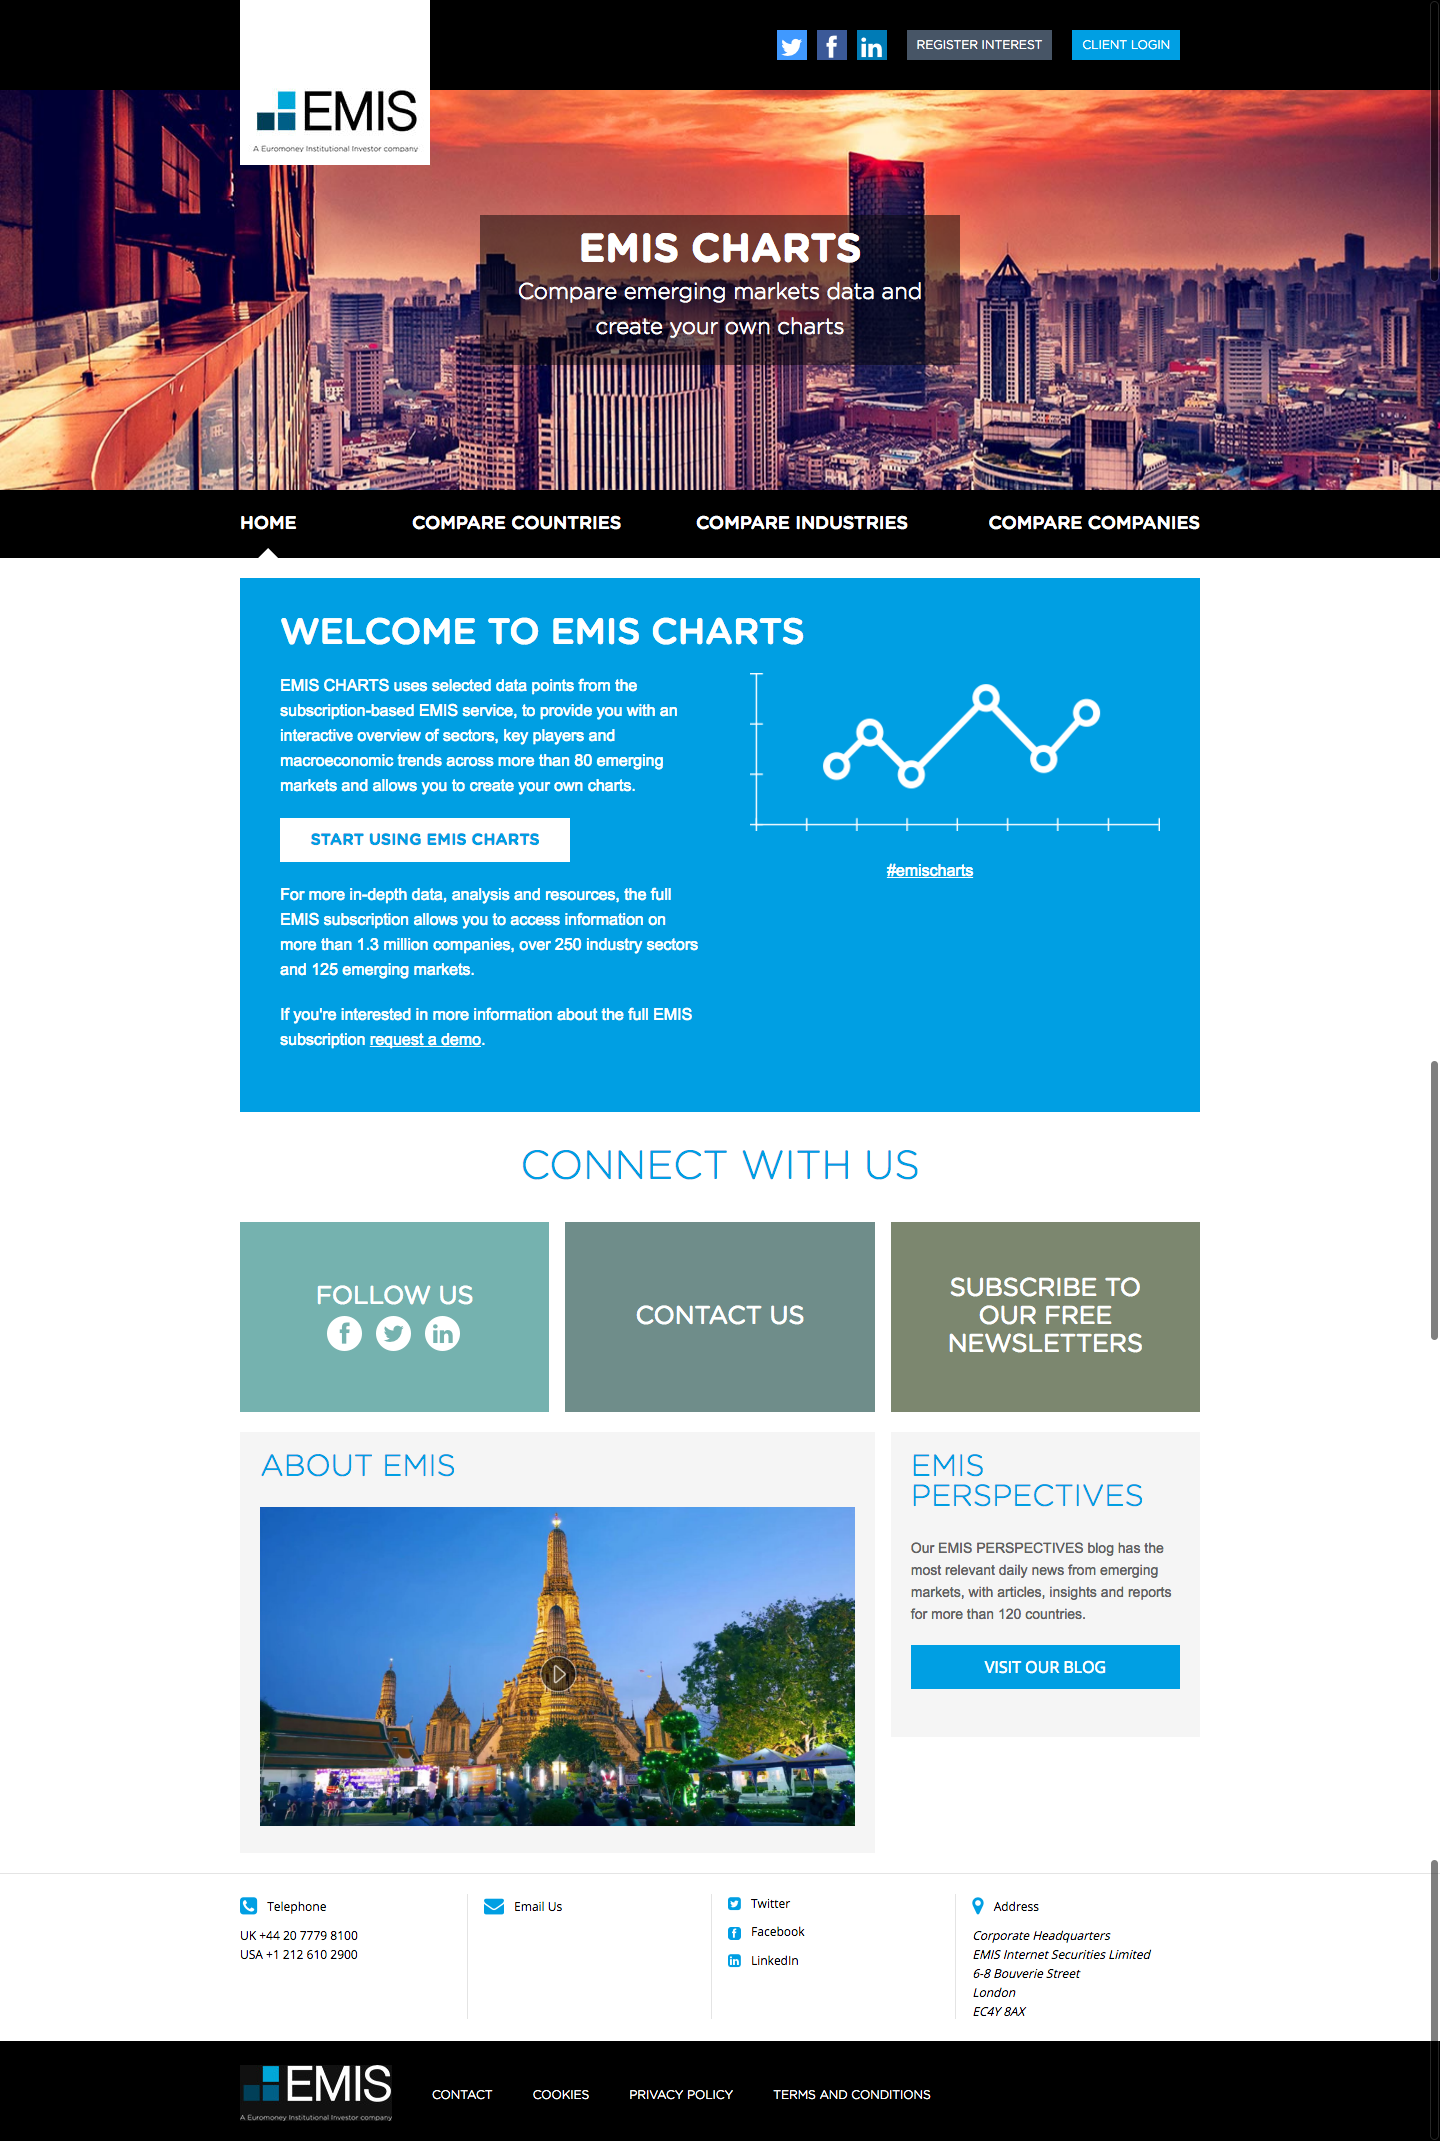 REGISTER INTEREST
CLIENT LOGIN
EMIS
A Euromoney Institutional Investor company
EMIS CHARTS
Compare emerging markets data and
create your own charts
HOME
COMPARE COUNTRIES
COMPARE INDUSTRIES
COMPARE COMPANIES
WELCOME TO EMIS CHARTS
EMIS CHARTS uses selected data points from the
subscription-based EMIS service, to provide you with an
interactive overview of sectors, key players and
macroeconomic trends across more than 80 emerging
markets and allows you to create your own charts.
START USING EMIS CHARTS
For more in-depth data, analysis and resources, the full
EMIS subscription allows you to access information on
more than 1.3 million companies, over 250 industry sectors
and 125 emerging markets.
If you're interested in more information about the full EMIS
subscription request a demo.
#emischarts
CONNECT WITH US
FOLLOW US
CONTACT US
SUBSCRIBE TO
OUR FREE
NEWSLETTERS
ABOUT EMIS
EMIS
PERSPECTIVES
Our EMIS PERSPECTIVES blog has the
most relevant daily news from emerging
markets, with articles, insights and reports
for more than 120 countries.
VISIT OUR BLOG
Telephone
UK +44 20 7779 8100
USA +1 212 610 2900
Email Us
Twitter
Facebook
LinkedIn
Address
Corporate Headquarters
EMIS Internet Securities Limited
6-8 Bouverie Street
London
EC4Y 8AX
EMIS
A Euromoney Institutional Investor company
CONTACT
COOKIES
PRIVACY POLICY
TERMS AND CONDITIONS